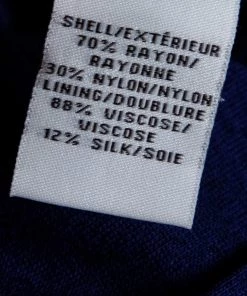 SHELL/EXTÉRIEUR
70% RAYON/
RAYONNE
30% NYLON/NYLON
LINING/DOUBLURE
88% VISCOSE/
VISCOSE
12% SILK/SOIE